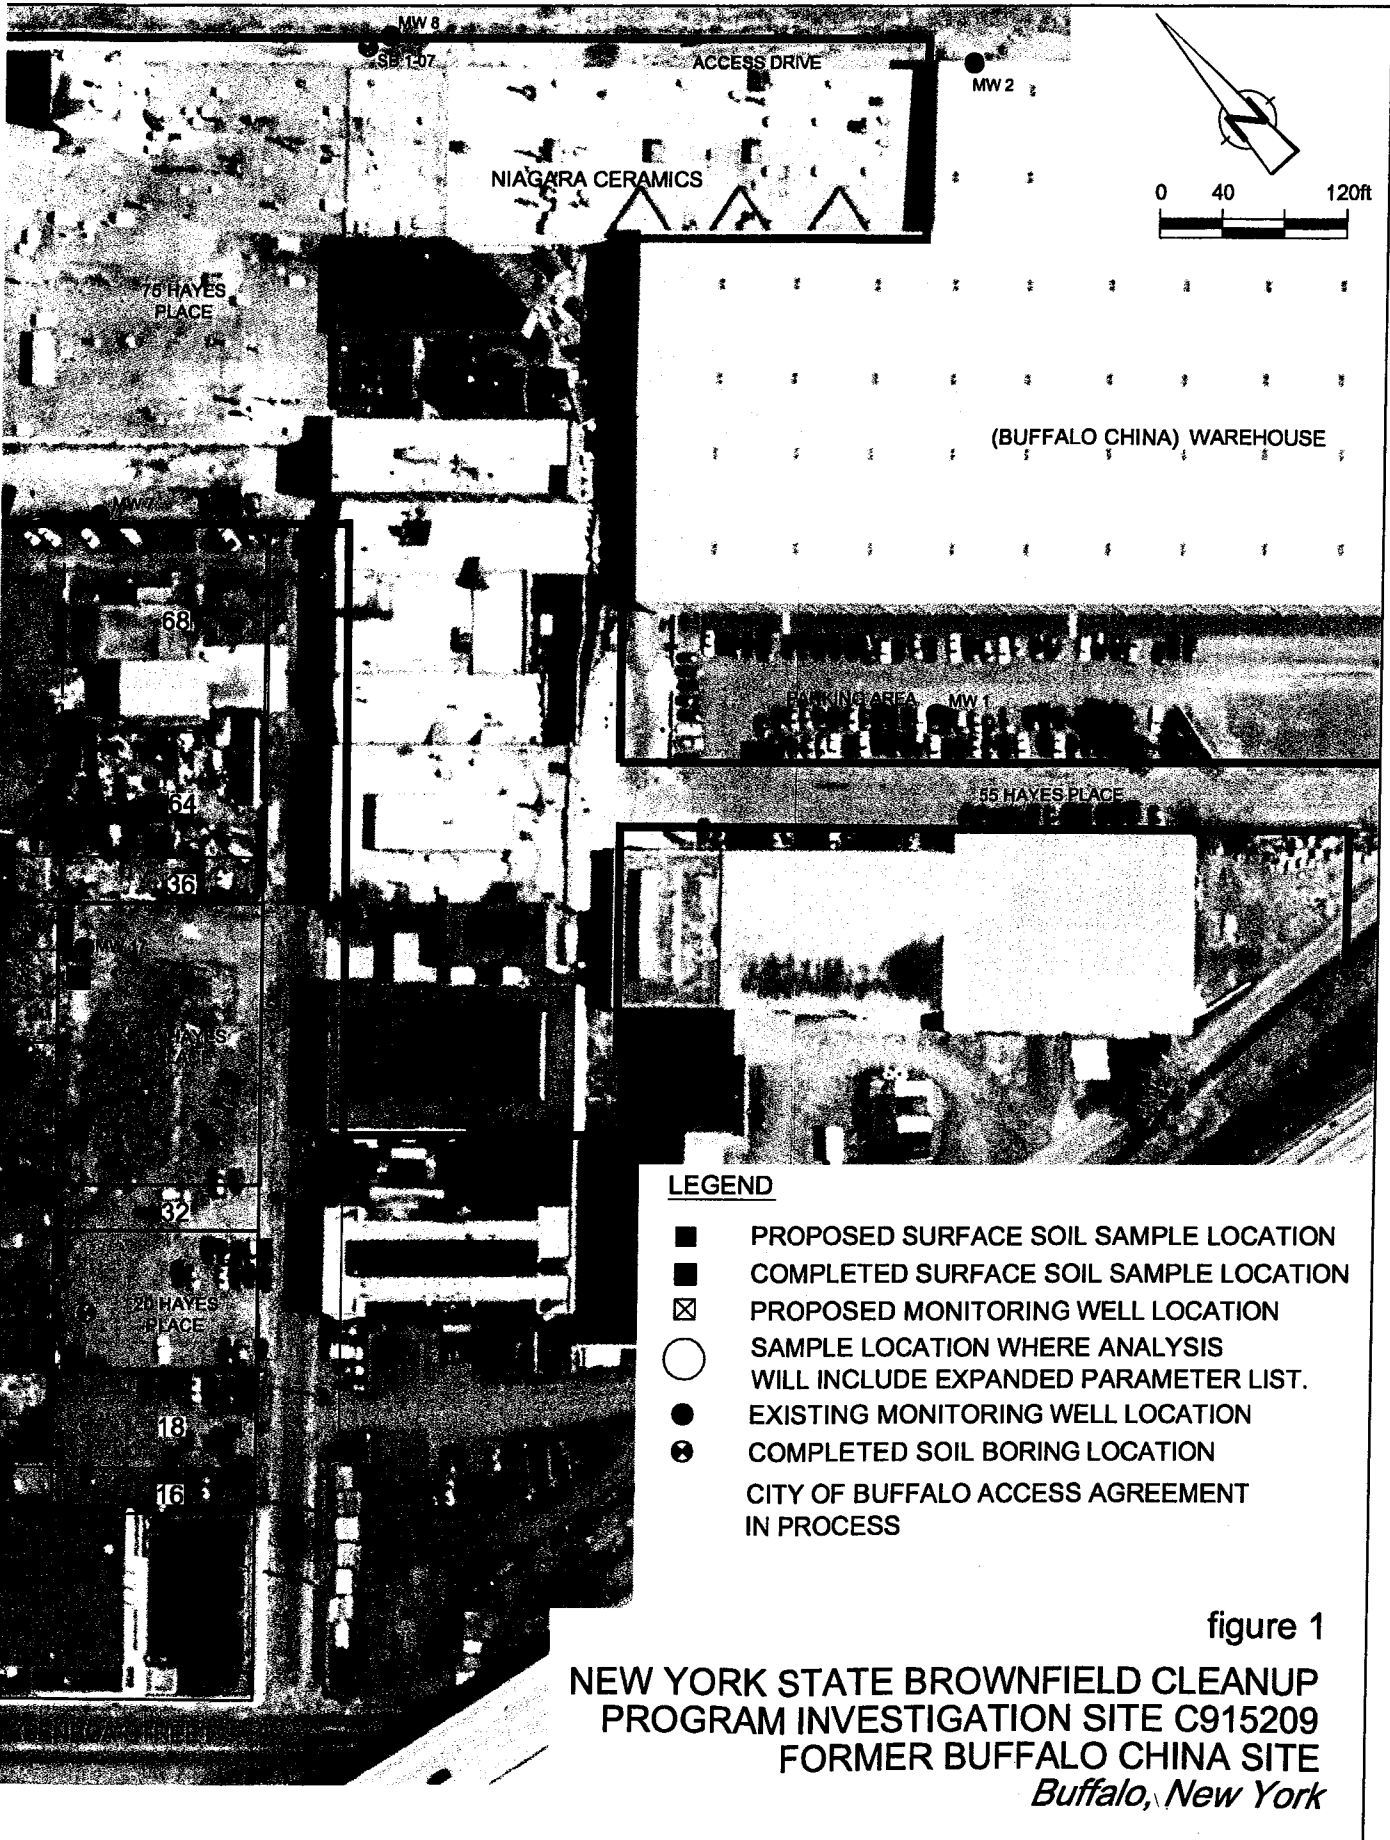 MW 8
SB 1-07
ACCESS DRIVE
MW 2
0 40 120ft
NIAGARA CERAMICS
75 HAYES
PLACE
(BUFFALO CHINA) WAREHOUSE
MW 7
68
PARKING AREA
MW 1
64
55 HAYES PLACE
36
HAYES
32
20 HAYES
PLACE
18
16
LEGEND
PROPOSED SURFACE SOIL SAMPLE LOCATION
COMPLETED SURFACE SOIL SAMPLE LOCATION
PROPOSED MONITORING WELL LOCATION
SAMPLE LOCATION WHERE ANALYSIS
WILL INCLUDE EXPANDED PARAMETER LIST.
EXISTING MONITORING WELL LOCATION
COMPLETED SOIL BORING LOCATION
CITY OF BUFFALO ACCESS AGREEMENT
IN PROCESS
figure 1
NEW YORK STATE BROWNFIELD CLEANUP
PROGRAM INVESTIGATION SITE C915209
FORMER BUFFALO CHINA SITE
Buffalo, New York